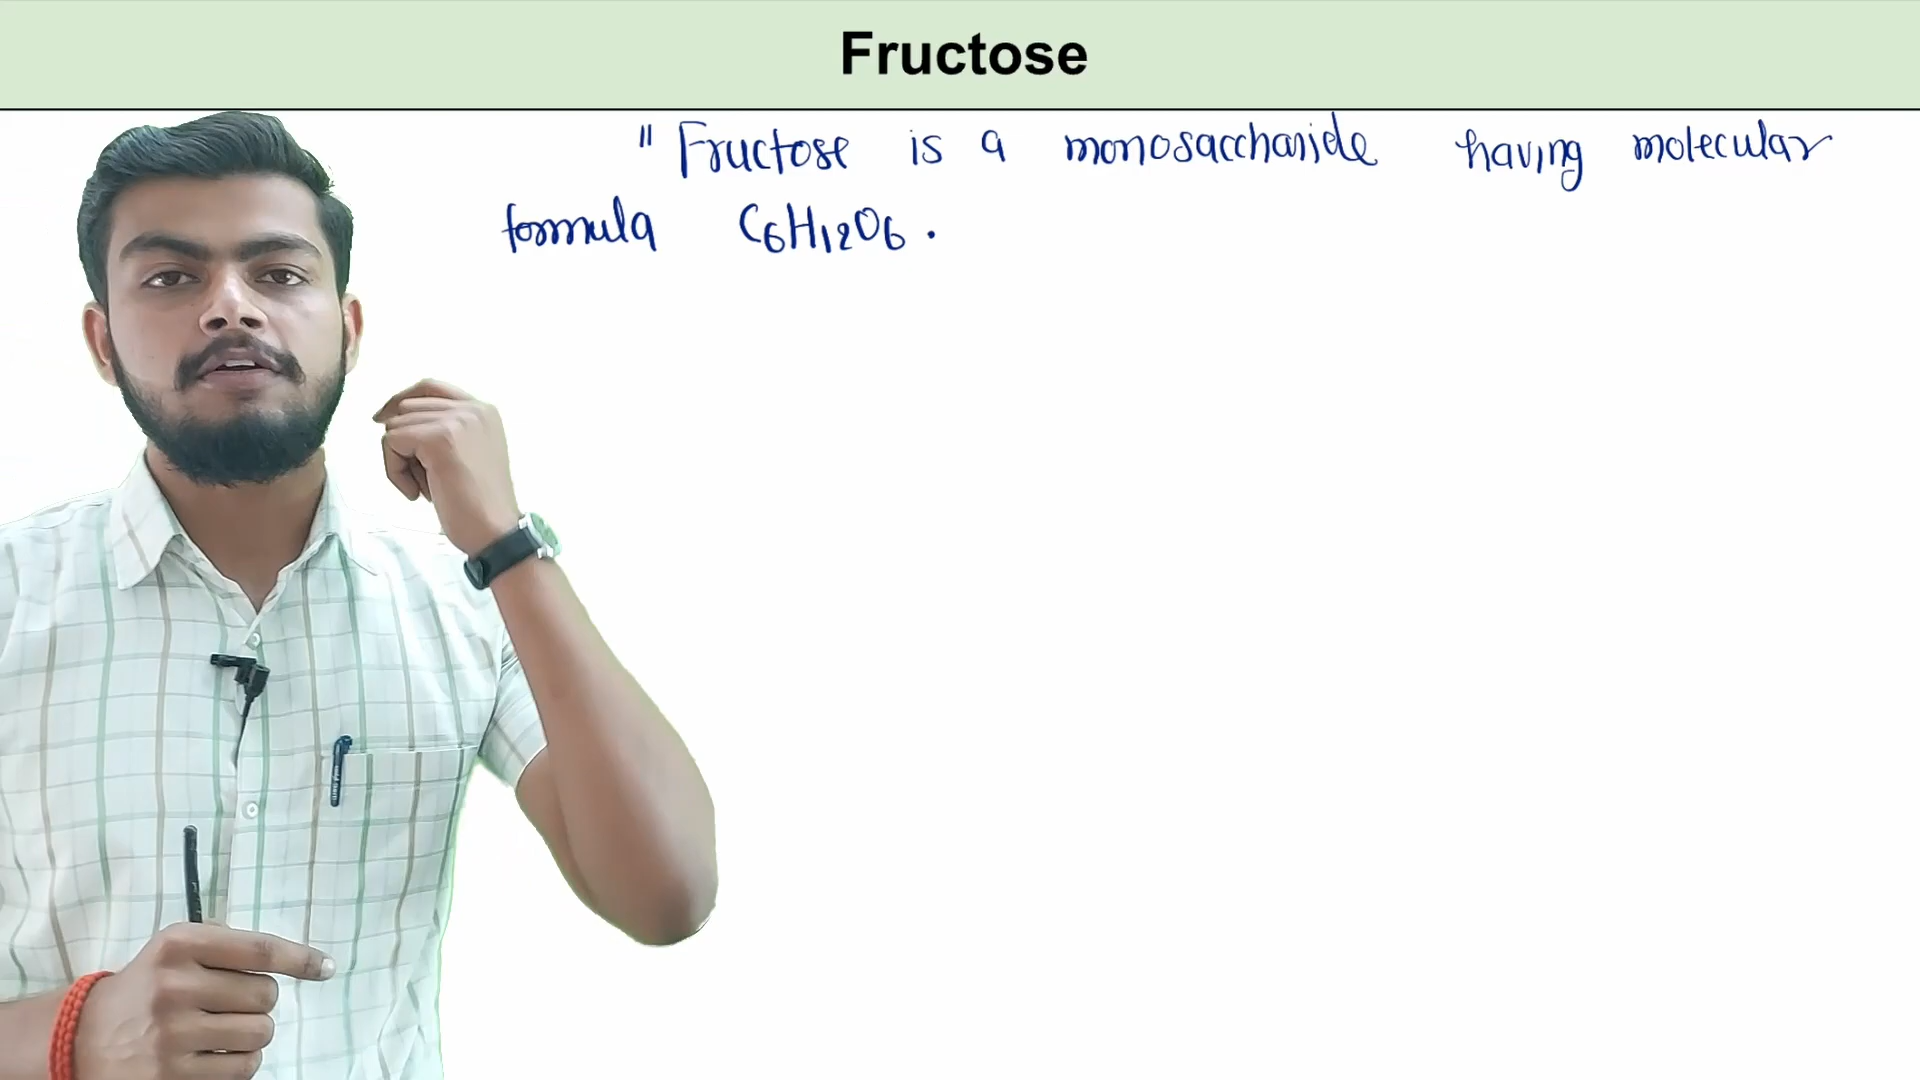 Fructose
" Fructose is a monosaccharide having molecular
formula C6H12O6 .